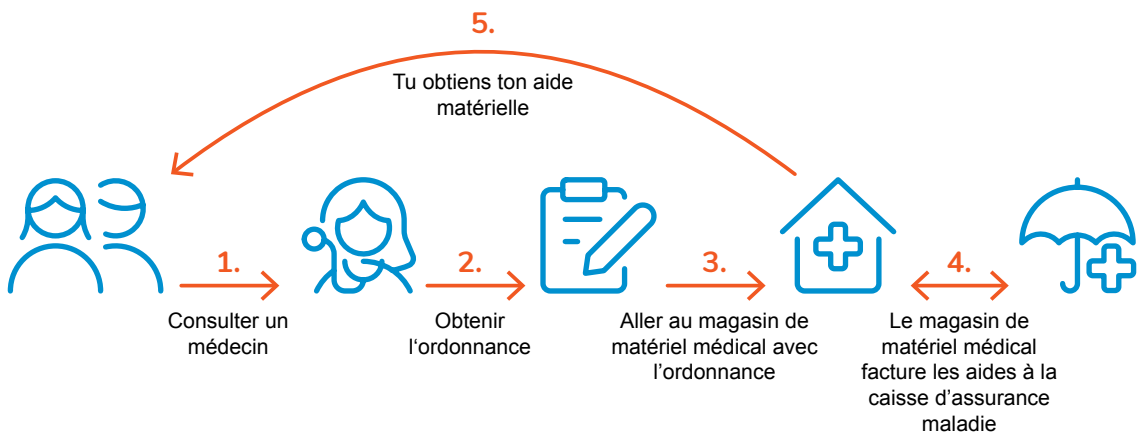 5.
Tu obtiens ton aide
matérielle
1.
Consulter un
médecin
2.
Obtenir
l‘ordonnance
3.
Aller au magasin de
matériel médical avec
l’ordonnance
4.
Le magasin de
matériel médical
facture les aides à la
caisse d’assurance
maladie